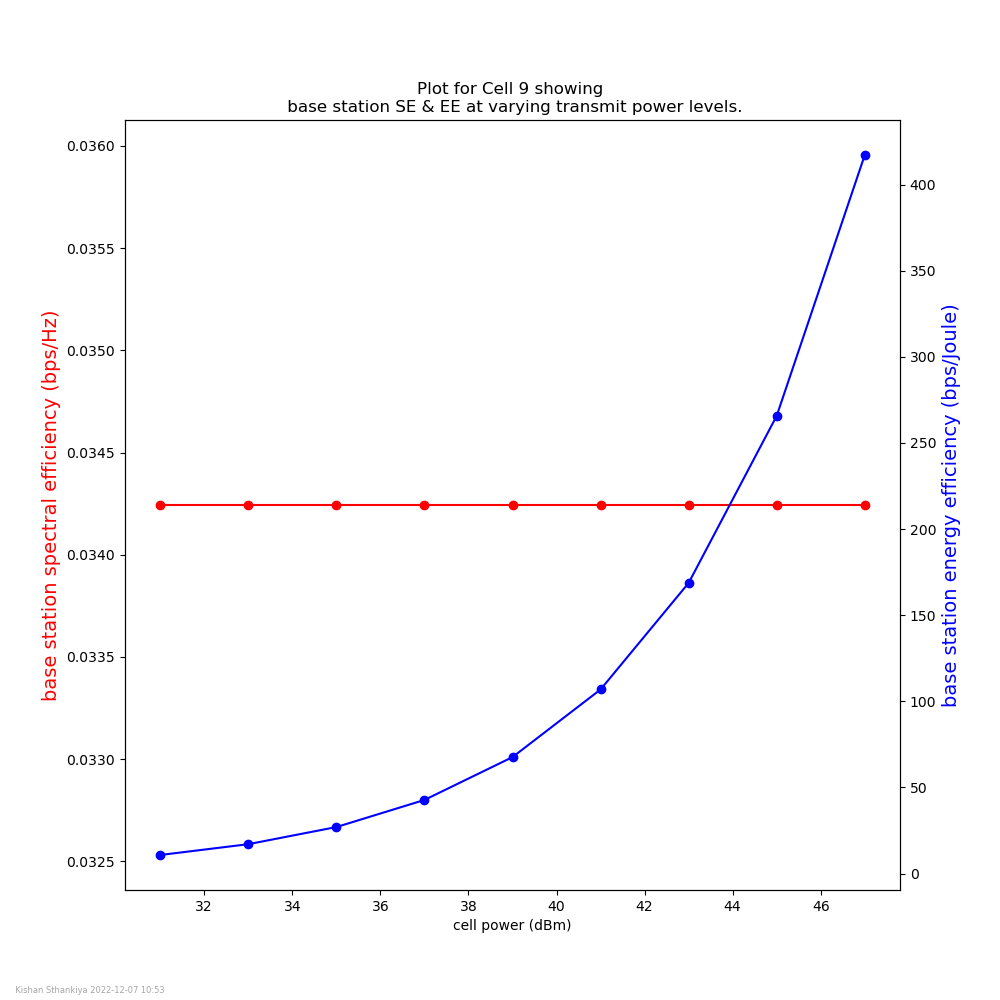 Plot for Cell 9 showing
base station SE & EE at varying transmit power levels.
0.0360
0.0355
0.0350
0.0345
0.0340
0.0335
0.0330
0.0325
base station spectral efficiency (bps/Hz)
400
350
300
250
200
150
100
50
0
base station energy efficiency (bps/Joule)
32 34 36 38 40 42 44 46
cell power (dBm)
Kishan Sthankiya 2022-12-07 10:53